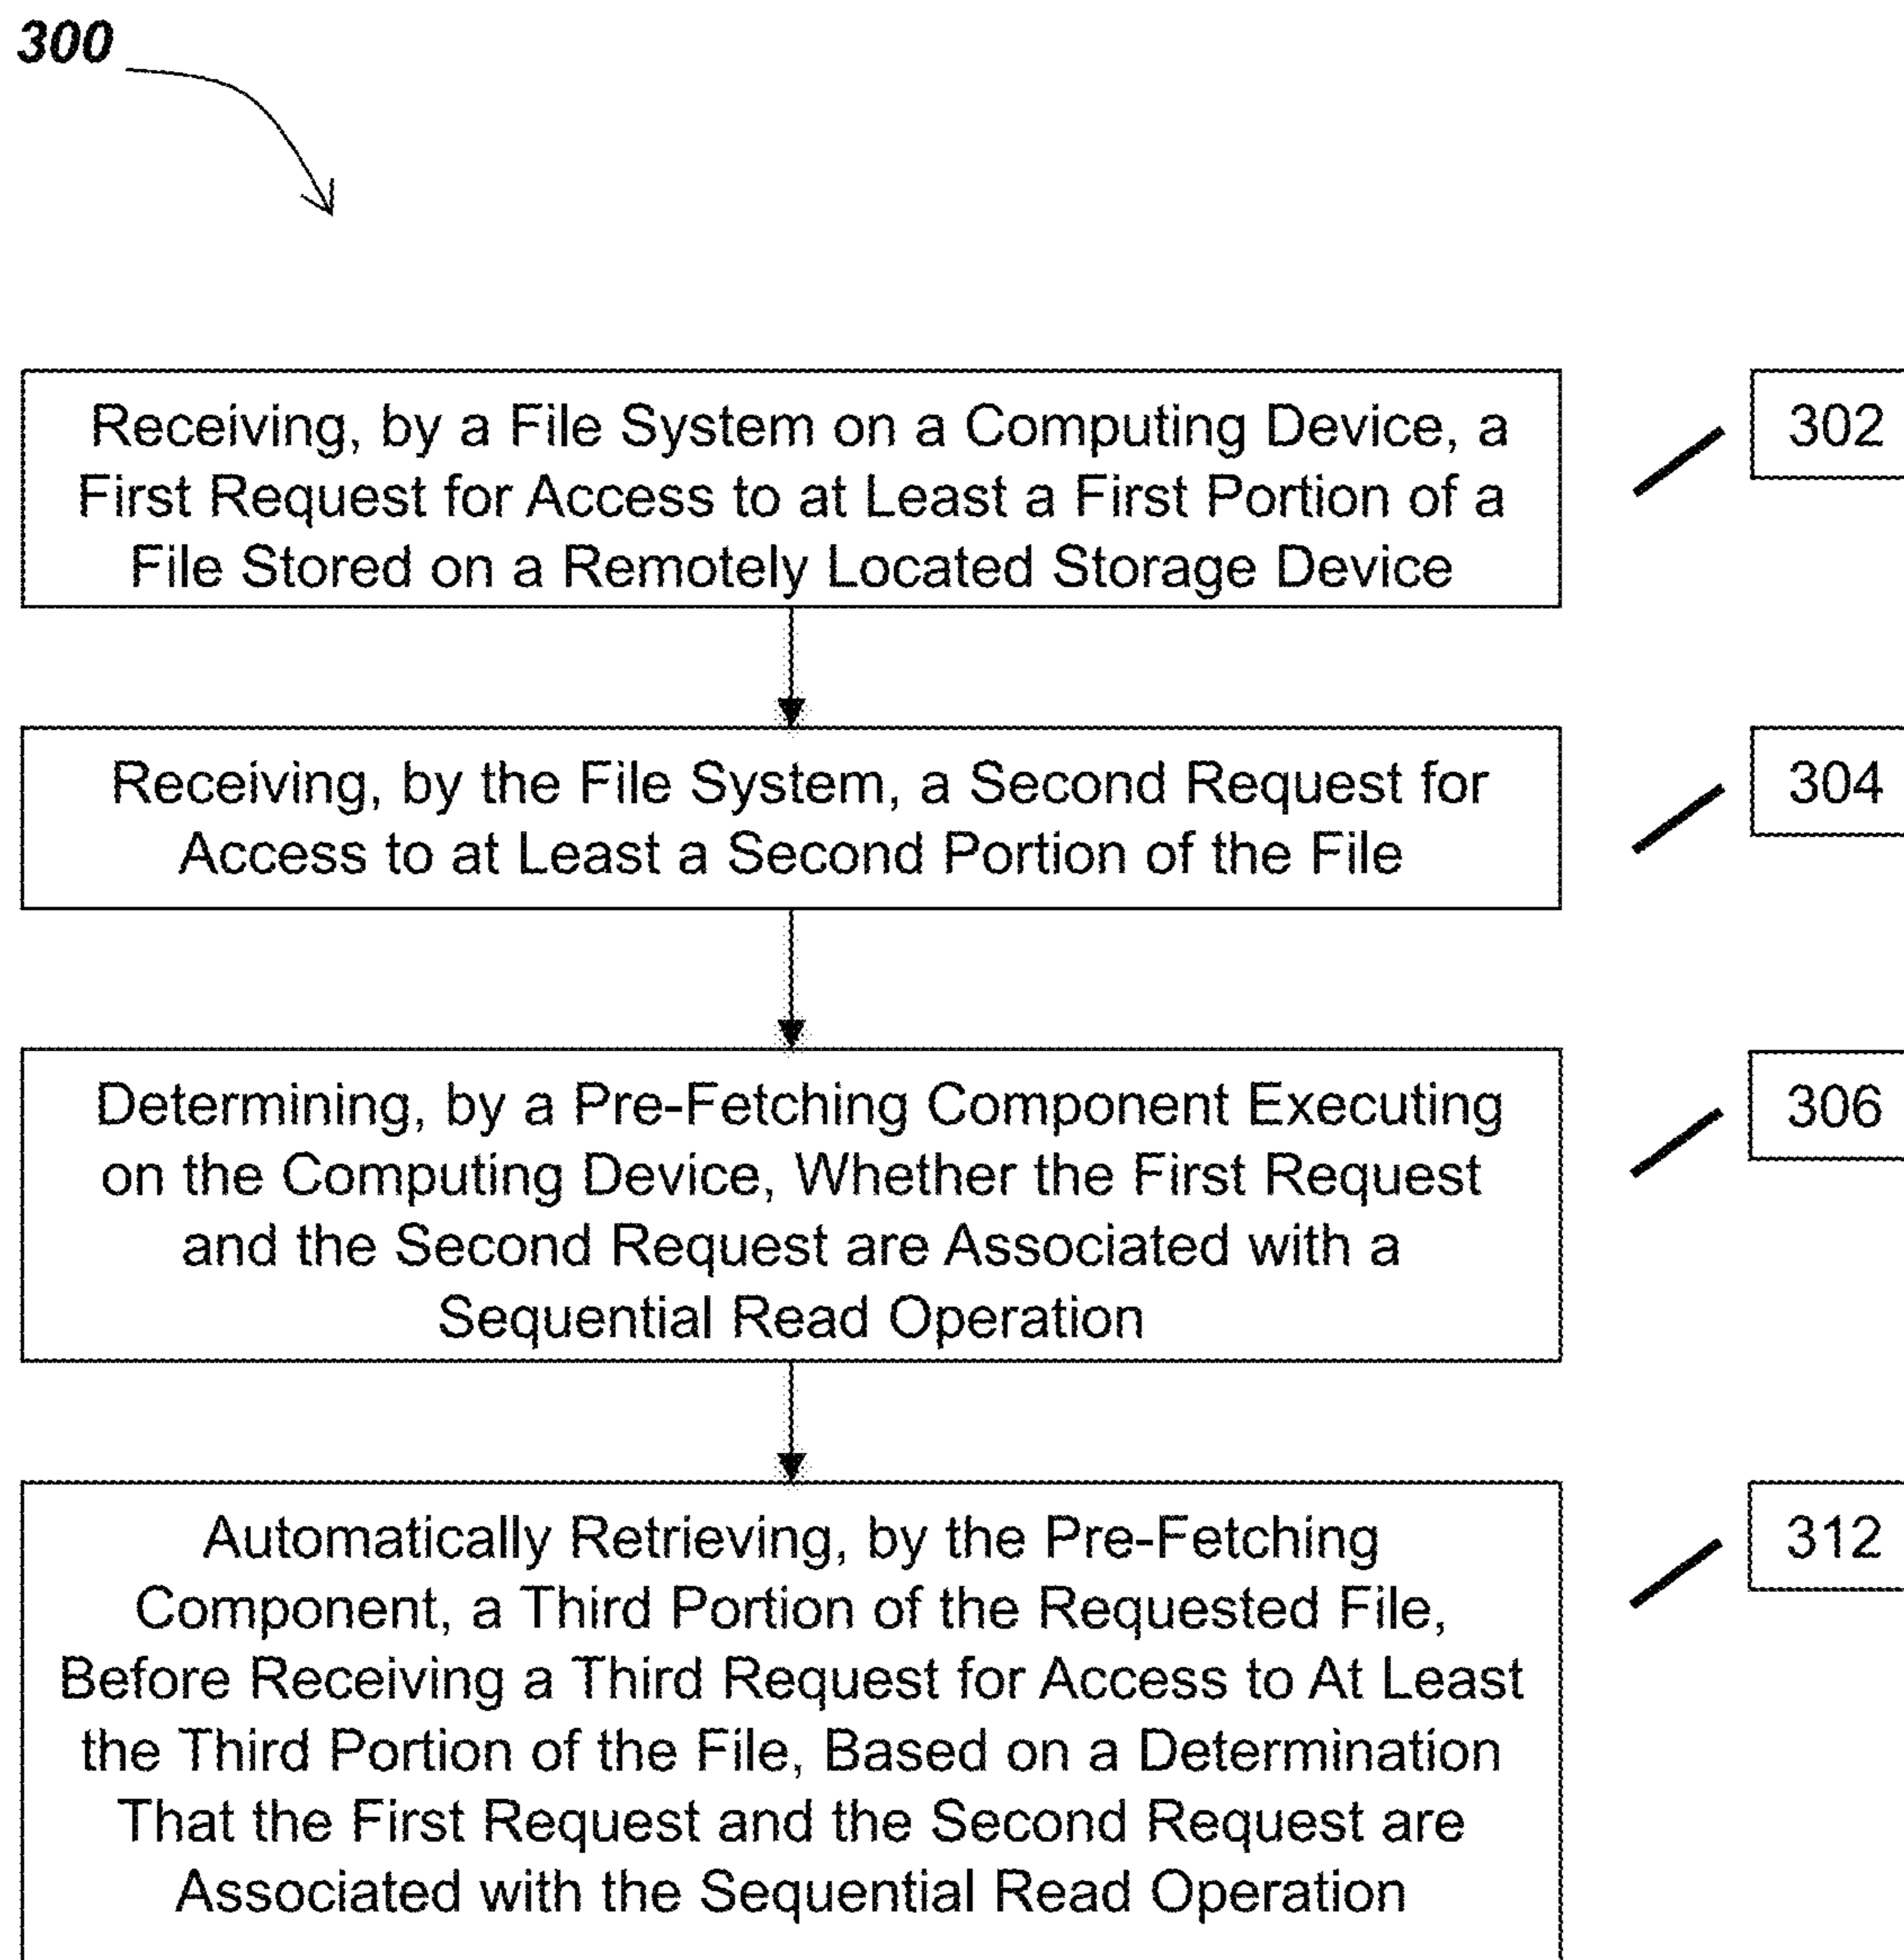 300
Receiving, by a File System on a Computing Device, a
First Request for Access to at Least a First Portion of a
File Stored on a Remotely Located Storage Device
302
Receiving, by the File System, a Second Request for
Access to at Least a Second Portion of the File
304
Determining, by a Pre-Fetching Component Executing
on the Computing Device, Whether the First Request
and the Second Request are Associated with a
Sequential Read Operation
306
Automatically Retrieving, by the Pre-Fetching
Component, a Third Portion of the Requested File,
Before Receiving a Third Request for Access to At Least
the Third Portion of the File, Based on a Determination
That the First Request and the Second Request are
Associated with the Sequential Read Operation
312